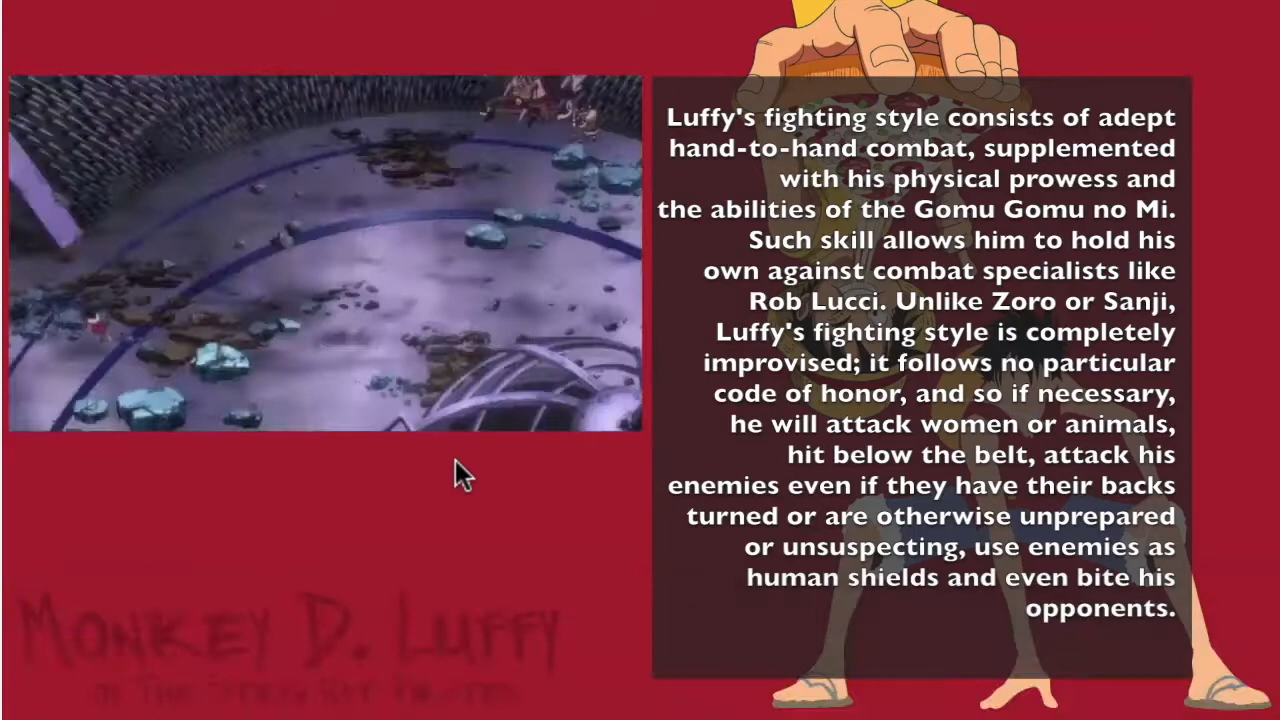 Luffy's fighting style consists of adept
hand-to-hand combat, supplemented
with his physical prowess and
the abilities of the Gomu Gomu no Mi.
Such skill allows him to hold his
own against combat specialists like
Rob Lucci. Unlike Zoro or Sanji,
Luffy's fighting style is completely
improvised; it follows no particular
code of honor, and so if necessary,
he will attack women or animals,
hit below the belt, attack his
enemies even if they have their backs
turned or are otherwise unprepared
or unsuspecting, use enemies as
human shields and even bite his
opponents.
Monkey D. Luffy